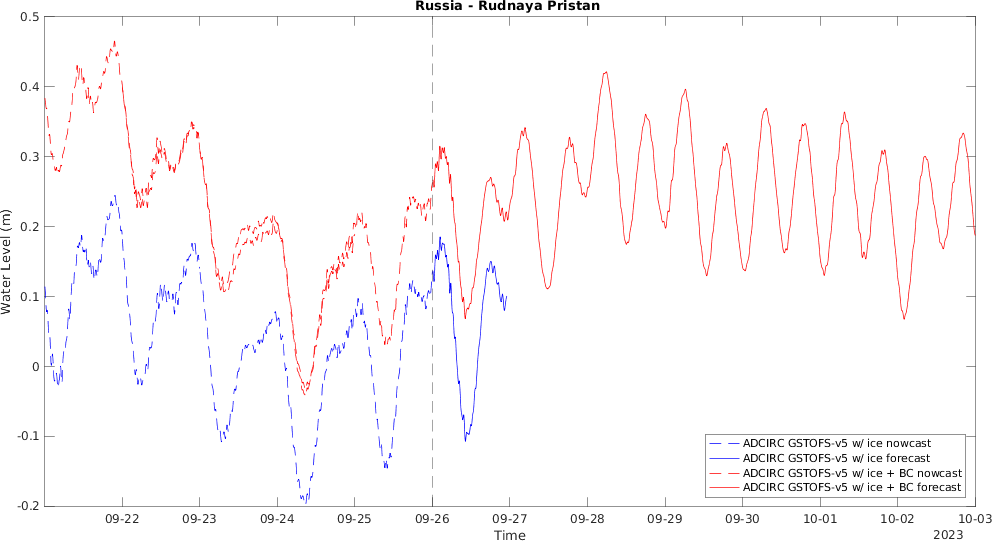 Russia - Rudnaya Pristan
Water Level (m)
0.5
0.4
0.3
0.2
0.1
0
-0.1
-0.2
09-22 09-23 09-24 09-25 09-26 09-27 09-28 09-29 09-30 10-01 10-02 10-03
Time
2023
ADCIRC GSTOFS-v5 w/ ice nowcast
ADCIRC GSTOFS-v5 w/ ice forecast
ADCIRC GSTOFS-v5 w/ ice + BC nowcast
ADCIRC GSTOFS-v5 w/ ice + BC forecast